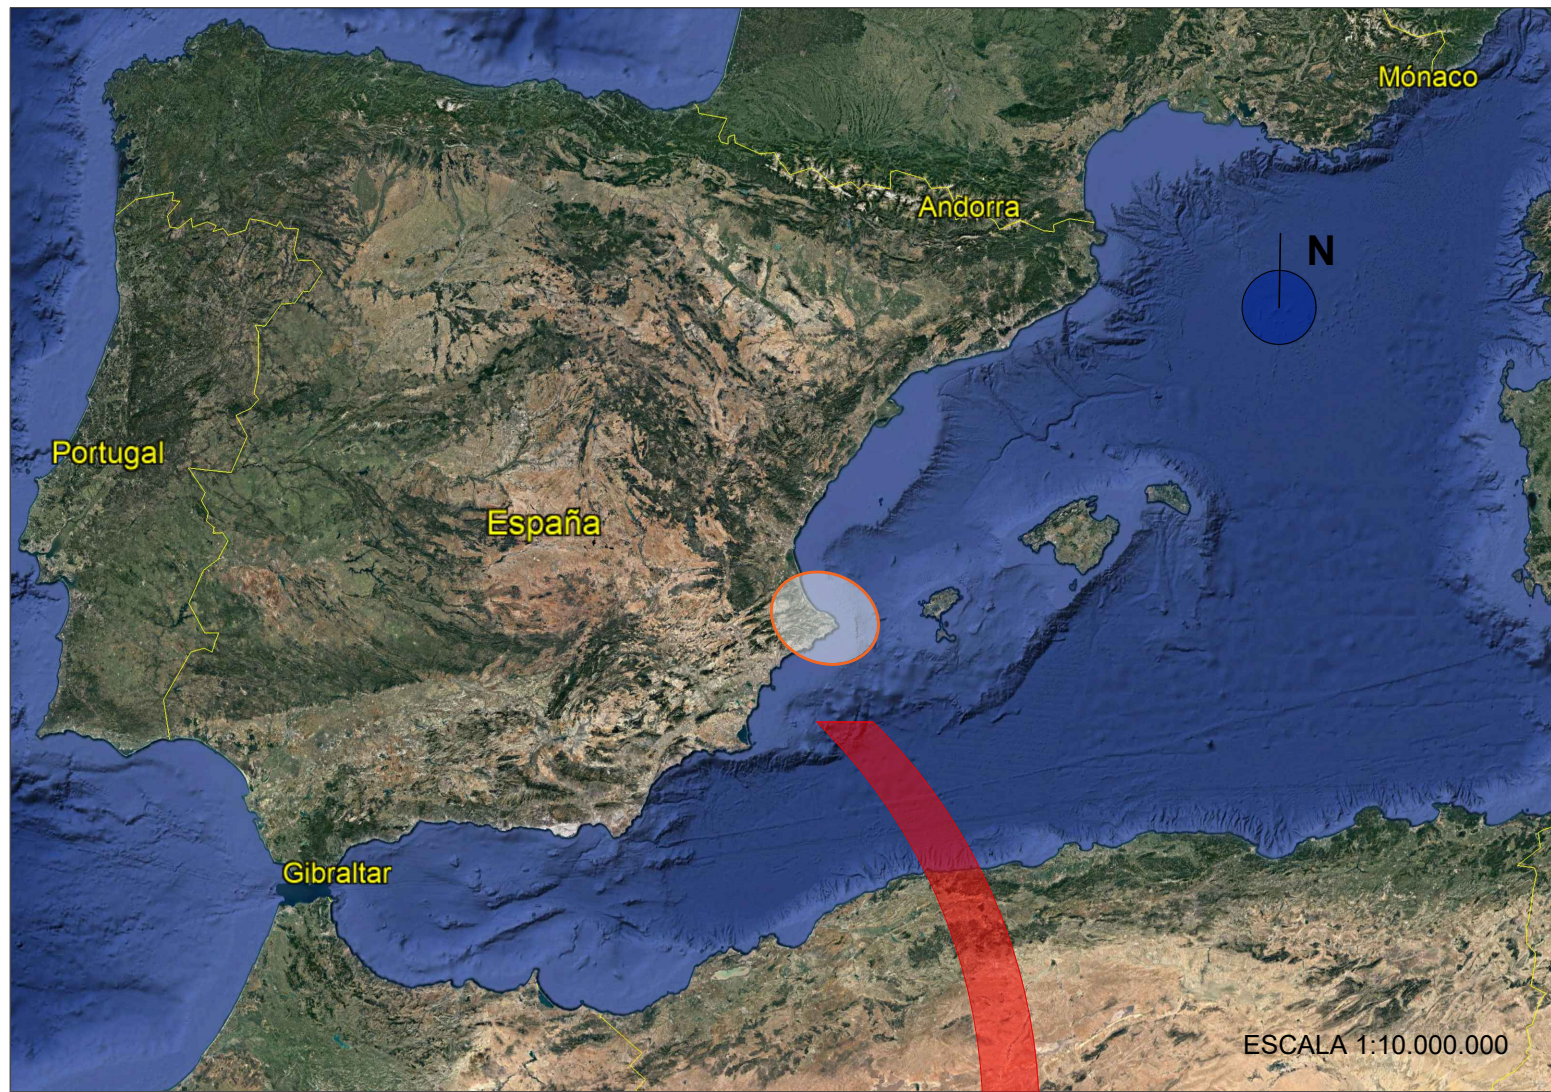 Mónaco
Andorra
N
Portugal
España
Gibraltar
ESCALA 1:10.000.000